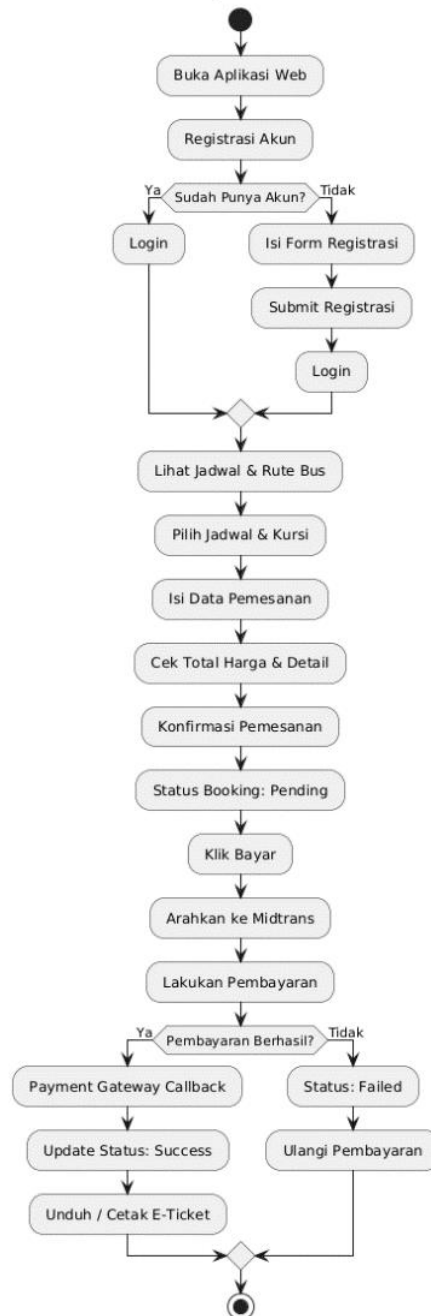 Buka Aplikasi Web
Registrasi Akun
Ya
Sudah Punya Akun?
Tidak
Login
Isi Form Registrasi
Submit Registrasi
Login
Lihat Jadwal & Rute Bus
Pilih Jadwal & Kursi
Isi Data Pemesanan
Cek Total Harga & Detail
Konfirmasi Pemesanan
Status Booking: Pending
Klik Bayar
Arahkan ke Midtrans
Lakukan Pembayaran
Ya
Pembayaran Berhasil?
Tidak
Payment Gateway Callback
Status: Failed
Update Status: Success
Ulangi Pembayaran
Unduh / Cetak E-Ticket